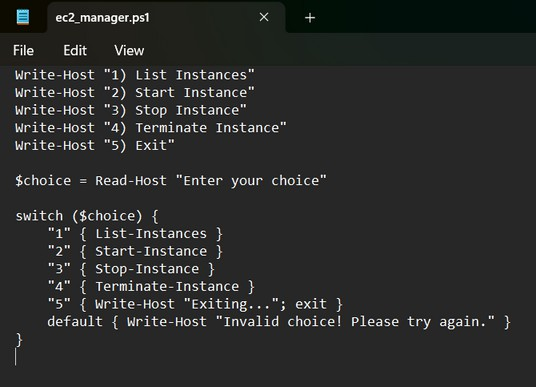 ec2_manager.ps1
File Edit View
Write-Host "1) List Instances"
Write-Host "2) Start Instance"
Write-Host "3) Stop Instance"
Write-Host "4) Terminate Instance"
Write-Host "5) Exit"
$choice = Read-Host "Enter your choice"
switch ($choice) {
    "1" { List-Instances }
    "2" { Start-Instance }
    "3" { Stop-Instance }
    "4" { Terminate-Instance }
    "5" { Write-Host "Exiting..."; exit }
    default { Write-Host "Invalid choice! Please try again." }
}